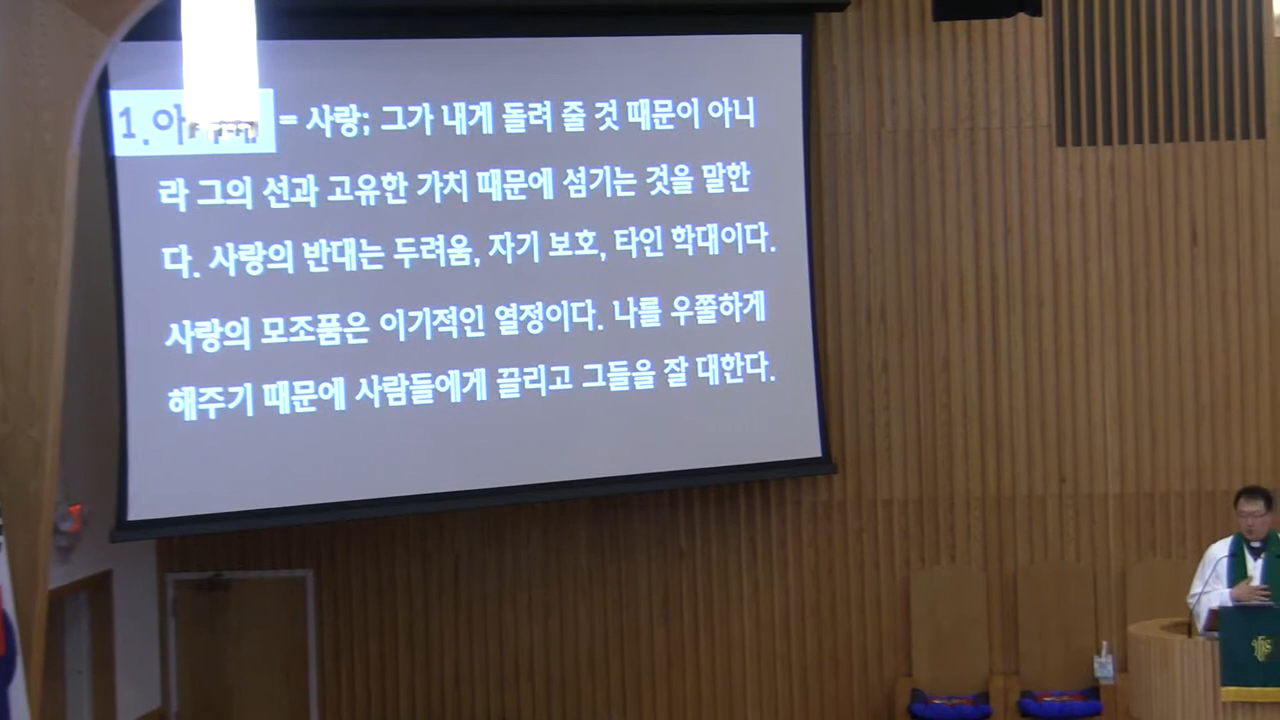 1. = 사랑; 그가 내게 돌려 줄 것 때문이 아니
라 그의 선과 고유한 가치 때문에 섬기는 것을 말한
다. 사랑의 반대는 두려움, 자기 보호, 타인 학대이다.
사랑의 모조품은 이기적인 열정이다. 나를 우쭐하게
해주기 때문에 사람들에게 끌리고 그들을 잘 대한다.